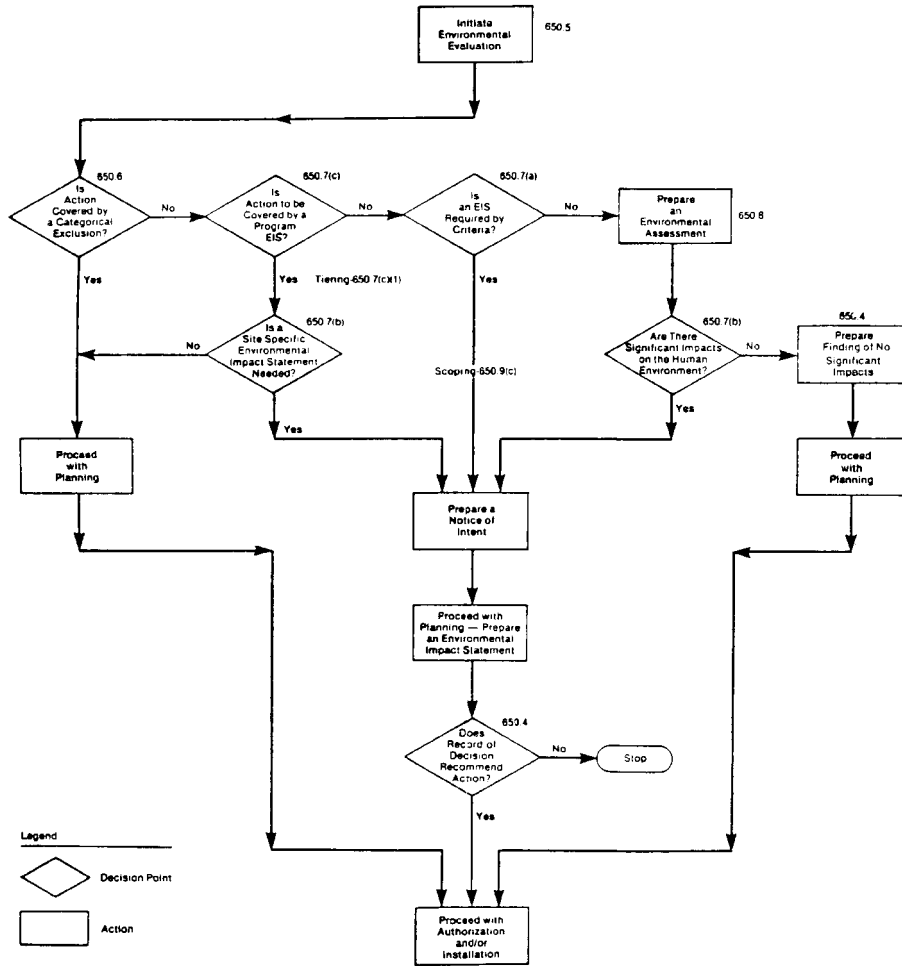 Initiate
Environmental
Evaluation
650.5
650.6
Is
Action
Covered by
a Categorical
Exclusion?
No
650.7(c)
Is
Action to be
Covered by a
Program
EIS?
No
650.7(a)
Is
an EIS
Required by
Criteria?
No
Prepare
an
Environmental
Assessment
650.8
Yes
Yes
Tiering-650.7(c)(1)
Yes
650.7(b)
Is a
Site Specific
Environmental
Impact Statement
Needed?
No
Scoping-650.9(c)
650.7(b)
Are There
Significant Impacts
on the Human
Environment?
No
650.4
Prepare
Finding of No
Significant
Impacts
Yes
Yes
Proceed
with
Planning
Proceed
with
Planning
Prepare a
Notice of
Intent
Proceed with
Planning — Prepare
an Environmental
Impact Statement
650.4
Does
Record of
Decision
Recommend
Action?
No
Stop
Yes
Legend
Decision Point
Action
Proceed with
Authorization
and/or
Installation